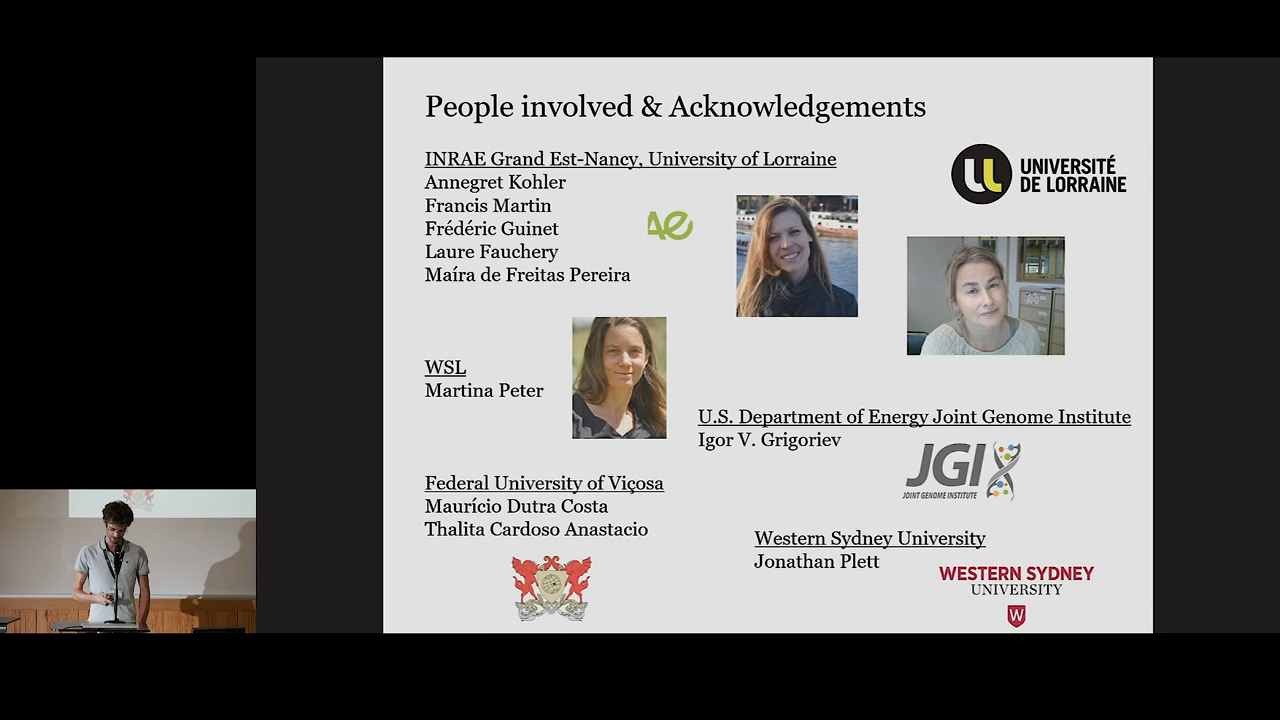 People involved & Acknowledgements
INRAE Grand Est-Nancy, University of Lorraine
Annegret Kohler
Francis Martin
Frédéric Guinet
Laure Fauchery
Maíra de Freitas Pereira
UNIVERSITÉ
DE LORRAINE
WSL
Martina Peter
U.S. Department of Energy Joint Genome Institute
Igor V. Grigoriev
JGI
JOINT GENOME INSTITUTE
Federal University of Viçosa
Maurício Dutra Costa
Thalita Cardoso Anastacio
Western Sydney University
Jonathan Plett
WESTERN SYDNEY
UNIVERSITY
W